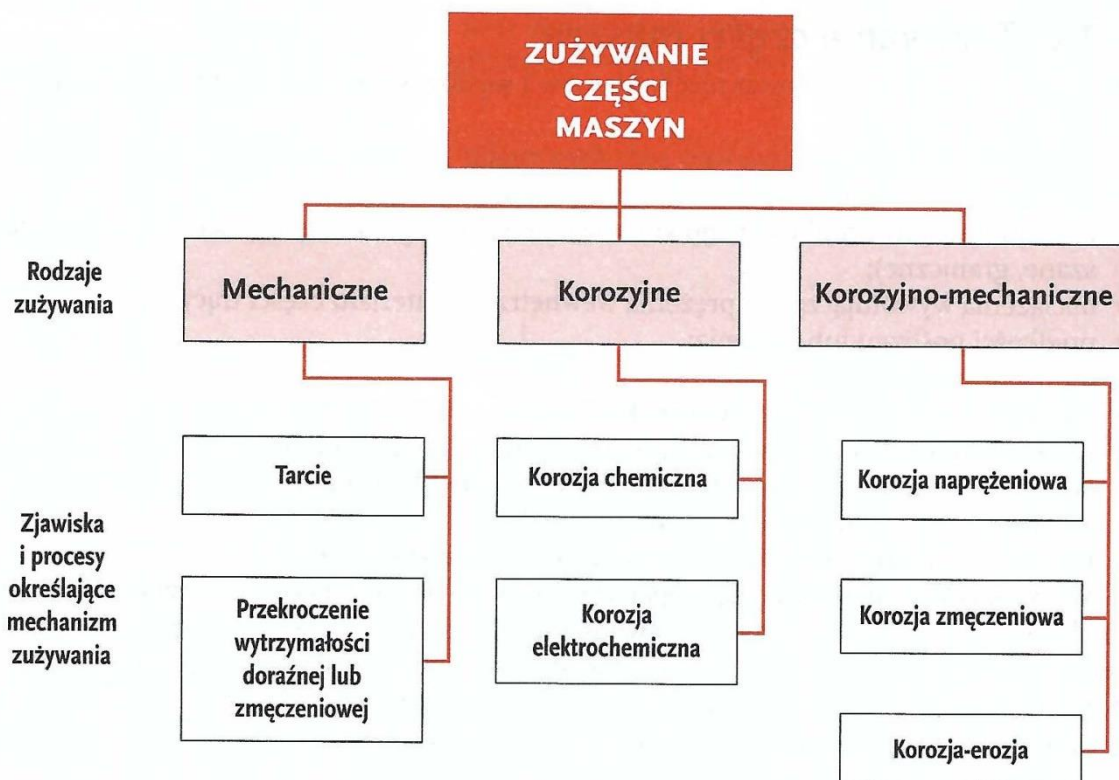 ZUŻYWANIE
CZĘŚCI
MASZYN
Rodzaje
zużywania
Mechaniczne
Korozyjne
Korozyjno-mechaniczne
Zjawiska
i procesy
określające
mechanizm
zużywania
Tarcie
Przekroczenie
wytrzymałości
doraźnej lub
zmęczeniowej
Korozja chemiczna
Korozja
elektrochemiczna
Korozja naprężeniowa
Korozja zmęczeniowa
Korozja-erozja